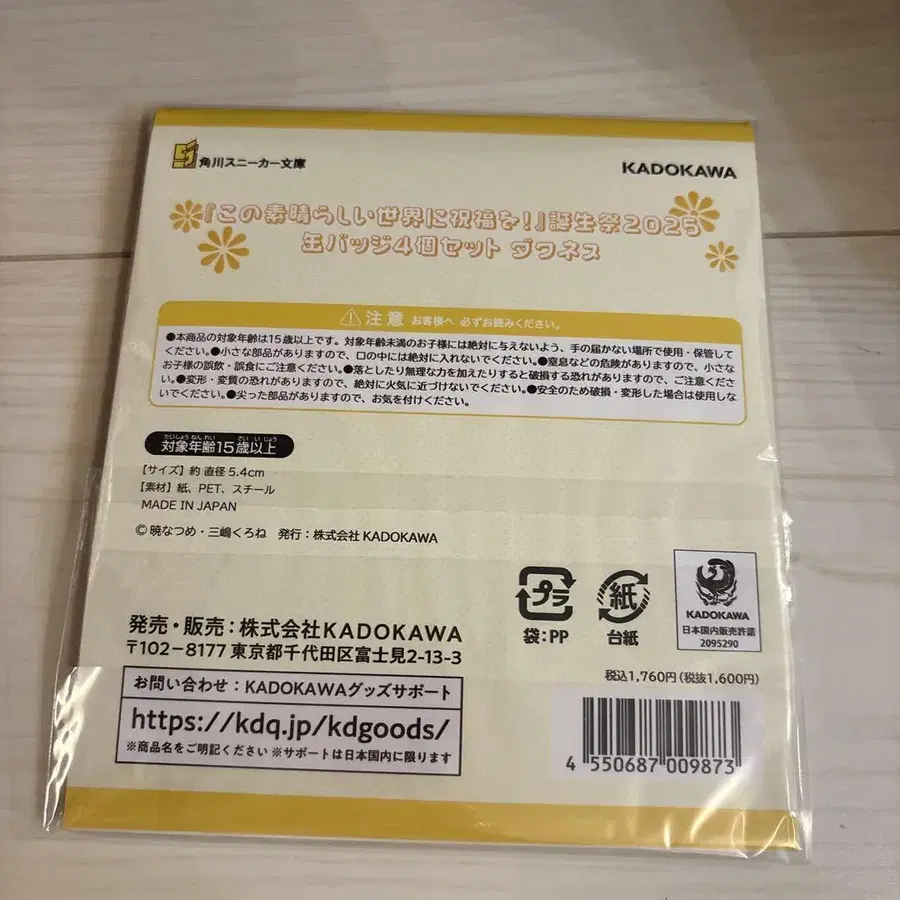 角川スニーカー文庫
KADOKAWA
『この素晴らしい世界に祝福を!』誕生祭2025
缶バッジ4個セット ダクネス
注意 お客様へ 必ずお読みください。
●本商品の対象年齢は15歳以上です。対象年齢未満のお子様には絶対に与えないよう、手の届かない場所で使用・保管して
ください。●小さな部品がありますので、口の中には絶対に入れないでください。●窒息などの危険がありますので、小さな
お子様の誤飲・誤食にご注意ください。●落としたり無理な力を加えたりすると破損する恐れがありますので、ご注意くださ
い。●変形・変質の恐れがありますので、絶対に火気に近づけないでください。●安全のため破損・変形した場合は使用しな
いでください。●尖った部品がありますので、お気を付けください。
たいしょうねんれい さいいじょう
対象年齢15歳以上
【サイズ】約 直径 5.4cm
【素材】紙、PET、スチール
MADE IN JAPAN
© 暁なつめ・三嶋くろね 発行：株式会社 KADOKAWA
プラ
袋：PP
紙
台紙
KADOKAWA
日本国内販売許諾
2095290
発売・販売：株式会社KADOKAWA
〒102-8177 東京都千代田区富士見2-13-3
お問い合わせ：KADOKAWAグッズサポート
https://kdq.jp/kdgoods/
※商品名をご明記ください ※サポートは日本国内に限ります
税込1,760円(税抜1,600円)
4 550687 009873